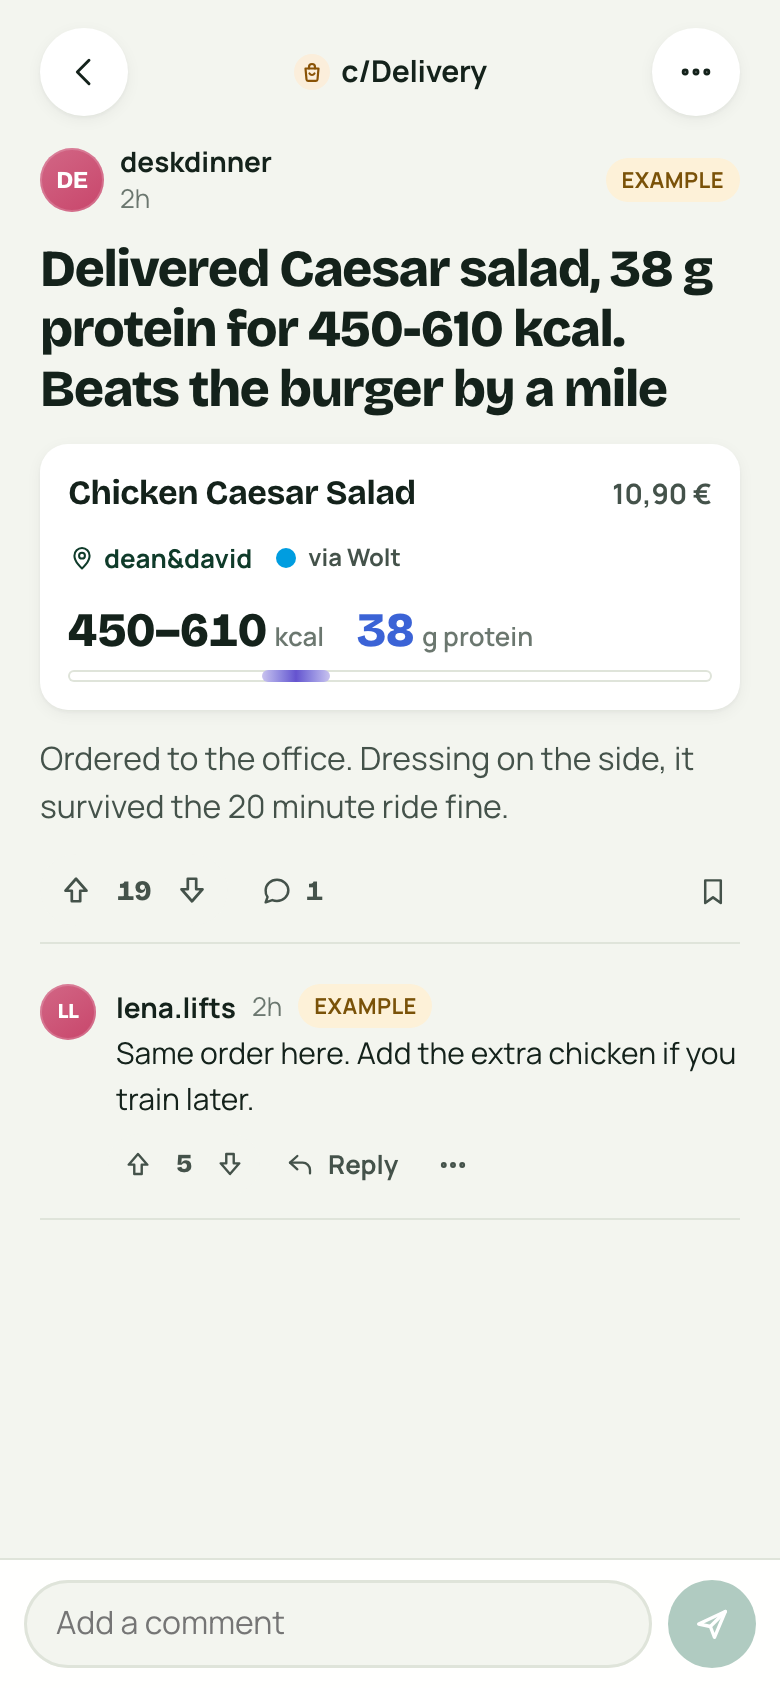 c/Delivery
DE
deskdinner
2h
EXAMPLE
Delivered Caesar salad, 38 g
protein for 450-610 kcal.
Beats the burger by a mile
Chicken Caesar Salad
10,90 €
dean&david
via Wolt
450–610 kcal 38 g protein
Ordered to the office. Dressing on the side, it
survived the 20 minute ride fine.
19
1
LL
lena.lifts 2h EXAMPLE
Same order here. Add the extra chicken if you
train later.
5
Reply
Add a comment